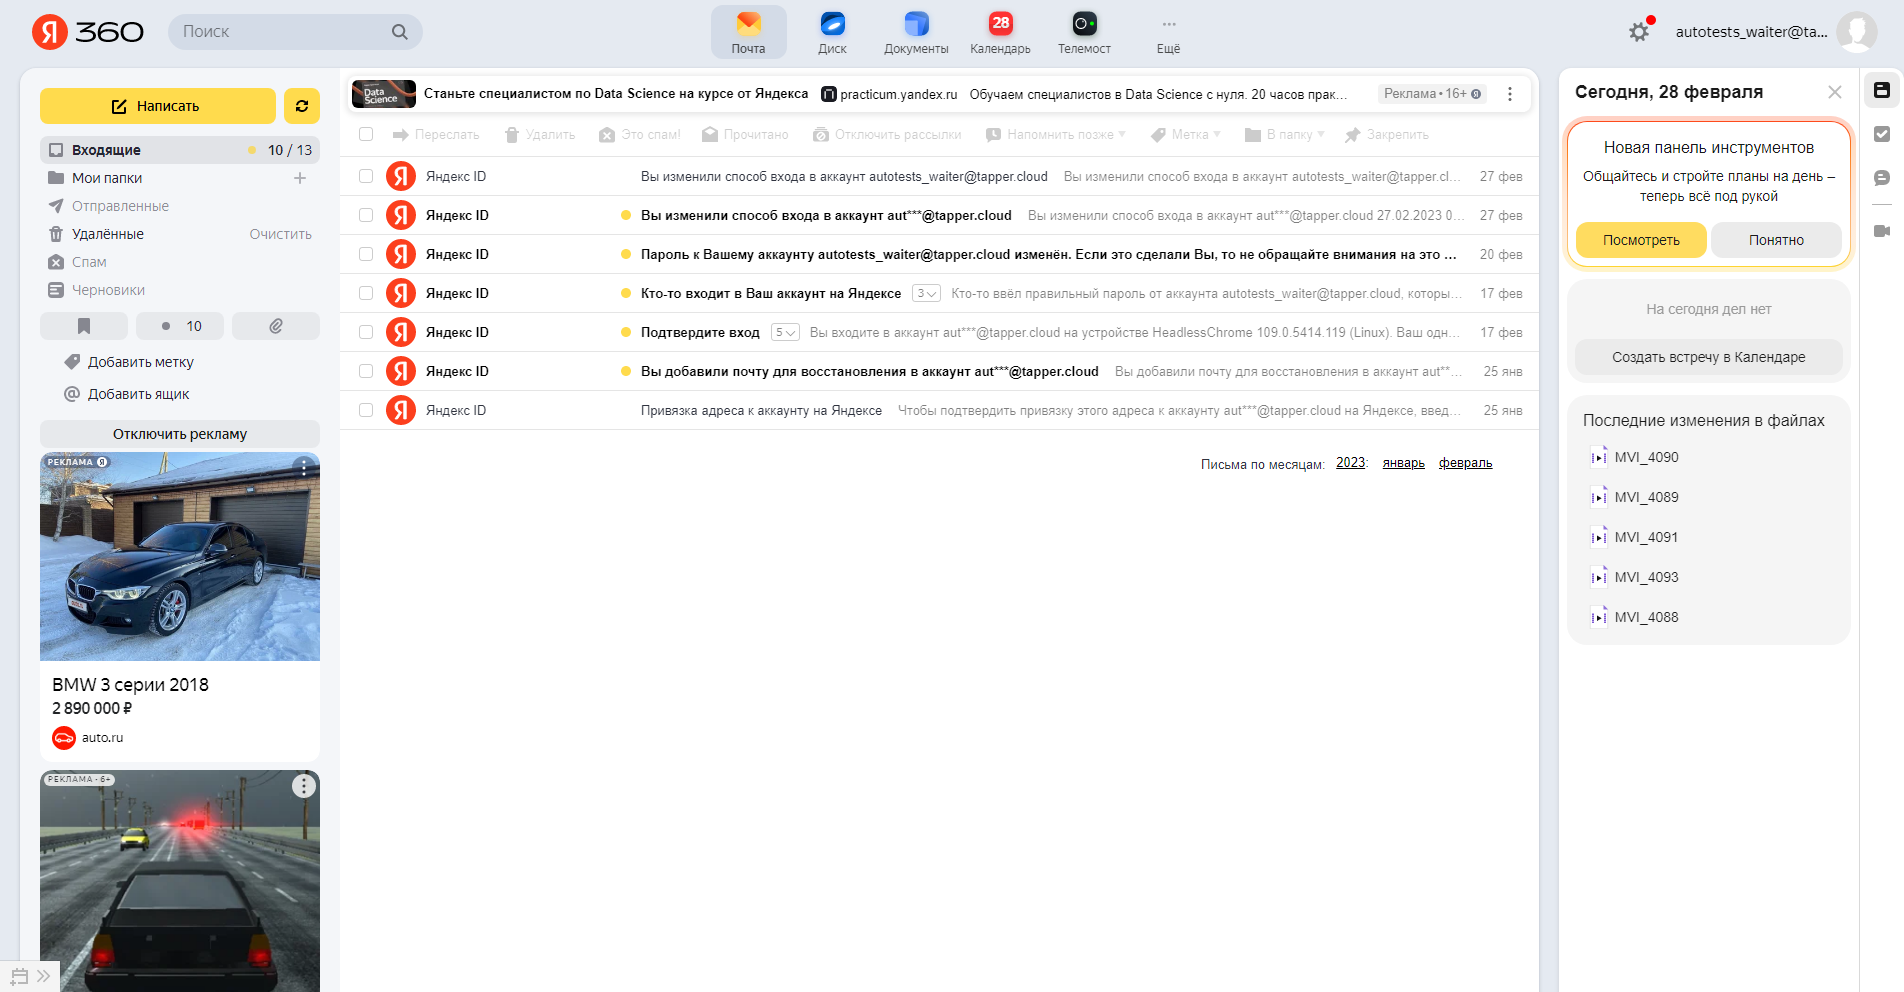 Я 360
Поиск
Почта
Диск
Документы
28
Календарь
Телемост
Ещё
autotests_waiter@ta...
Написать
Входящие 10 / 13
Мои папки
Отправленные
Удалённые Очистить
Спам
Черновики
10
Добавить метку
Добавить ящик
Отключить рекламу
РЕКЛАМА Я
BMW 3 серии 2018
2 890 000 ₽
auto.ru
РЕКЛАМА • 6+
Data Science
Станьте специалистом по Data Science на курсе от Яндекса practicum.yandex.ru Обучаем специалистов в Data Science с нуля. 20 часов прак... Реклама • 16+
Переслать Удалить Это спам! Прочитано Отключить рассылки Напомнить позже Метка В папку Закрепить
Я Яндекс ID Вы изменили способ входа в аккаунт autotests_waiter@tapper.cloud Вы изменили способ входа в аккаунт autotests_waiter@tapper.cl... 27 фев
Я Яндекс ID Вы изменили способ входа в аккаунт aut***@tapper.cloud Вы изменили способ входа в аккаунт aut***@tapper.cloud 27.02.2023 0... 27 фев
Я Яндекс ID Пароль к Вашему аккаунту autotests_waiter@tapper.cloud изменён. Если это сделали Вы, то не обращайте внимания на это ... 20 фев
Я Яндекс ID Кто-то входит в Ваш аккаунт на Яндексе 3 Кто-то ввёл правильный пароль от аккаунта autotests_waiter@tapper.cloud, которы... 17 фев
Я Яндекс ID Подтвердите вход 5 Вы входите в аккаунт aut***@tapper.cloud на устройстве HeadlessChrome 109.0.5414.119 (Linux). Ваш одн... 17 фев
Я Яндекс ID Вы добавили почту для восстановления в аккаунт aut***@tapper.cloud Вы добавили почту для восстановления в аккаунт aut**... 25 янв
Я Яндекс ID Привязка адреса к аккаунту на Яндексе Чтобы подтвердить привязку этого адреса к аккаунту aut***@tapper.cloud на Яндексе, введ... 25 янв
Письма по месяцам: 2023: январь февраль
Сегодня, 28 февраля
Новая панель инструментов
Общайтесь и стройте планы на день –
теперь всё под рукой
Посмотреть Понятно
На сегодня дел нет
Создать встречу в Календаре
Последние изменения в файлах
MVI_4090
MVI_4089
MVI_4091
MVI_4093
MVI_4088